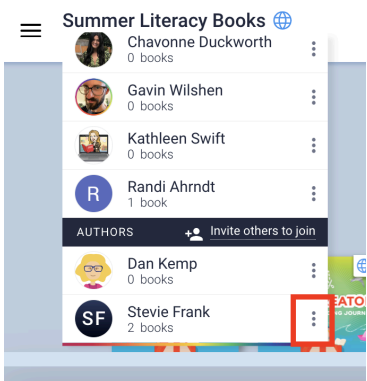 Summer Literacy Books
Chavonne Duckworth
0 books
Gavin Wilshen
0 books
Kathleen Swift
0 books
R
Randi Ahrndt
1 book
AUTHORS
Invite others to join
Dan Kemp
0 books
SF
Stevie Frank
2 books